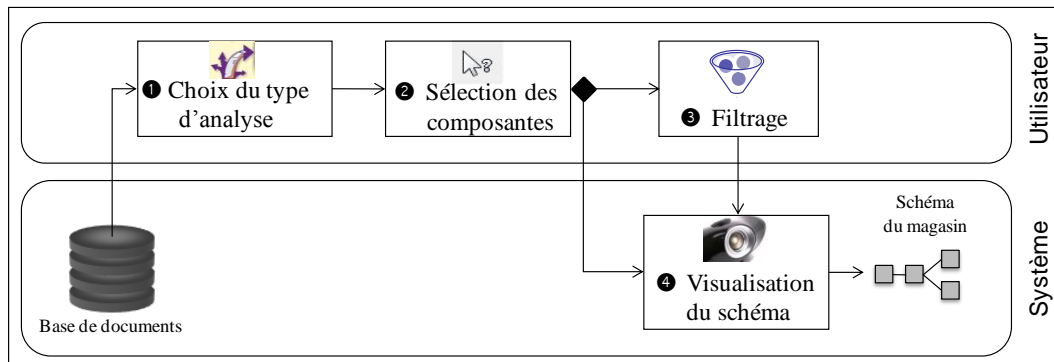 ❶ Choix du type
d'analyse
❷ Sélection des
composantes
❸ Filtrage
Utilisateur
Base de documents
❹ Visualisation
du schéma
Schéma
du magasin
Système